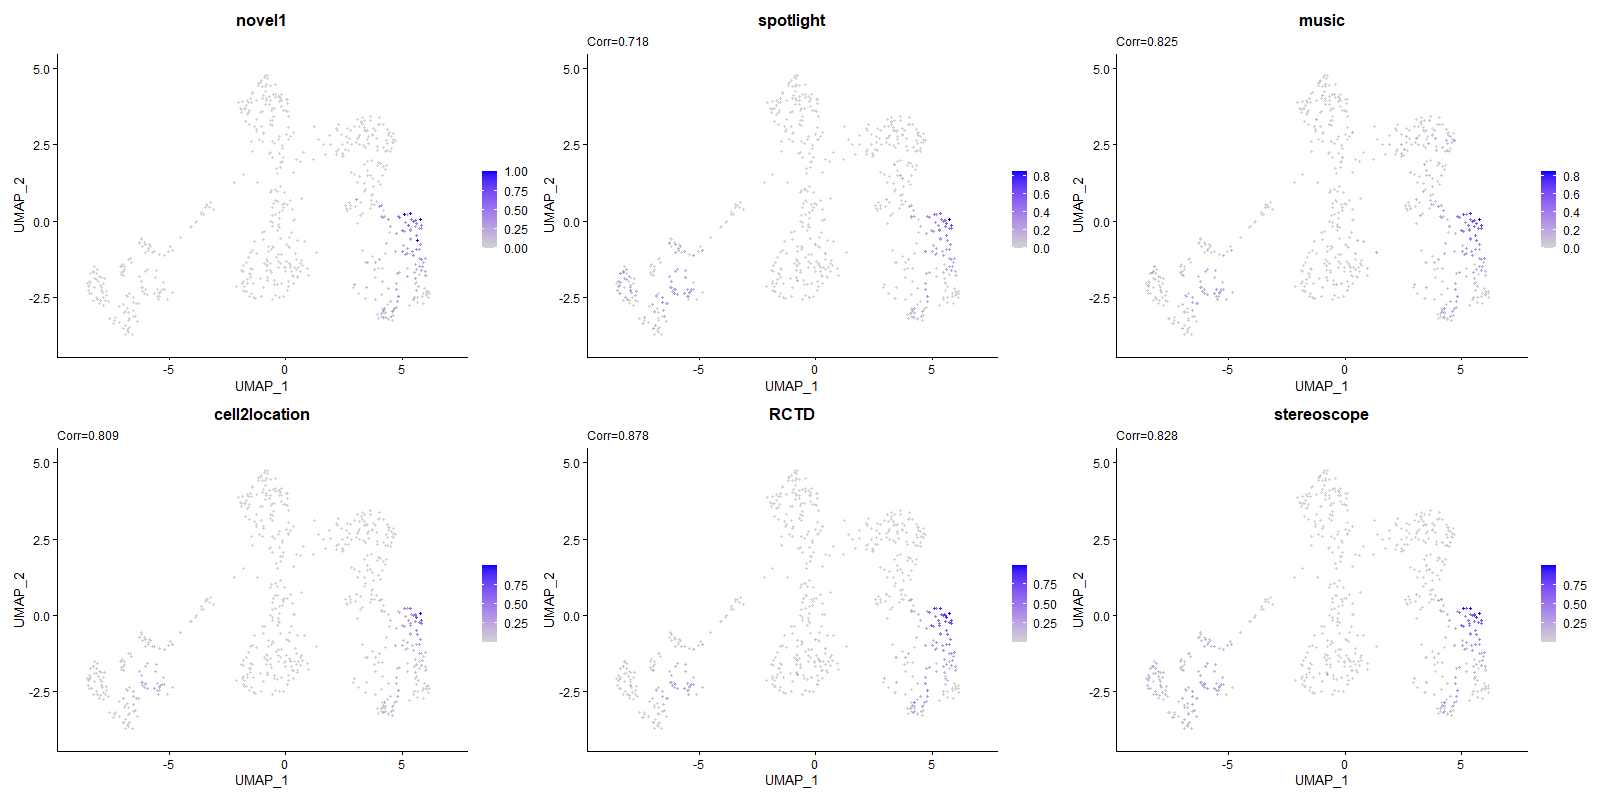 novel1
5.0
2.5
0.0
-2.5
UMAP_2
-5
0
5
UMAP_1
1.00
0.75
0.50
0.25
0.00
spotlight
Corr=0.718
5.0
2.5
0.0
-2.5
UMAP_2
-5
0
5
UMAP_1
0.8
0.6
0.4
0.2
0.0
music
Corr=0.825
5.0
2.5
0.0
-2.5
UMAP_2
-5
0
5
UMAP_1
0.8
0.6
0.4
0.2
0.0
cell2location
Corr=0.809
5.0
2.5
0.0
-2.5
UMAP_2
-5
0
5
UMAP_1
0.75
0.50
0.25
RCTD
Corr=0.878
5.0
2.5
0.0
-2.5
UMAP_2
-5
0
5
UMAP_1
0.75
0.50
0.25
stereoscope
Corr=0.828
5.0
2.5
0.0
-2.5
UMAP_2
-5
0
5
UMAP_1
0.75
0.50
0.25